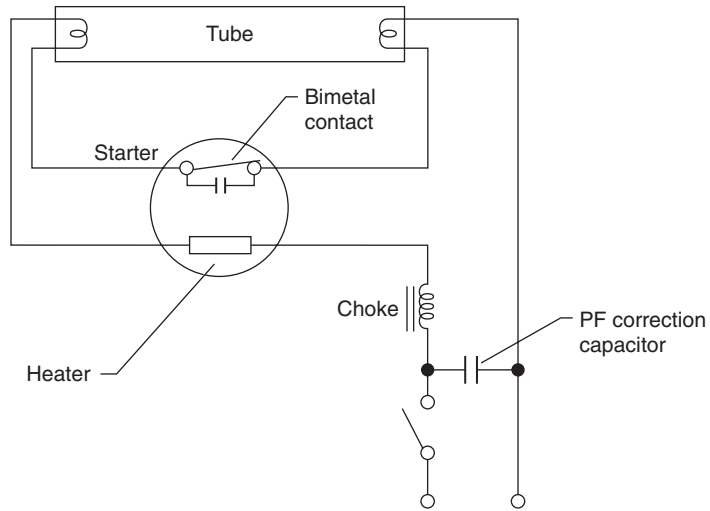 Tube
Bimetal
contact
Starter
Choke
PF correction
capacitor
Heater